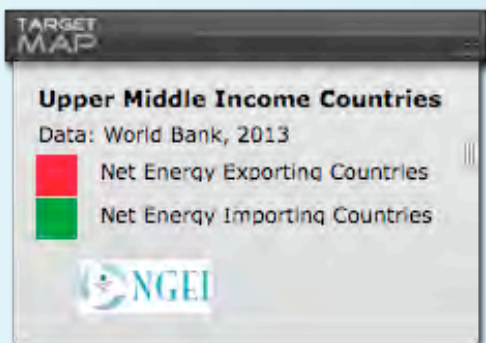 TARGET
MAP
Upper Middle Income Countries
Data: World Bank, 2013
Net Energy Exporting Countries
Net Energy Importing Countries
NGEI